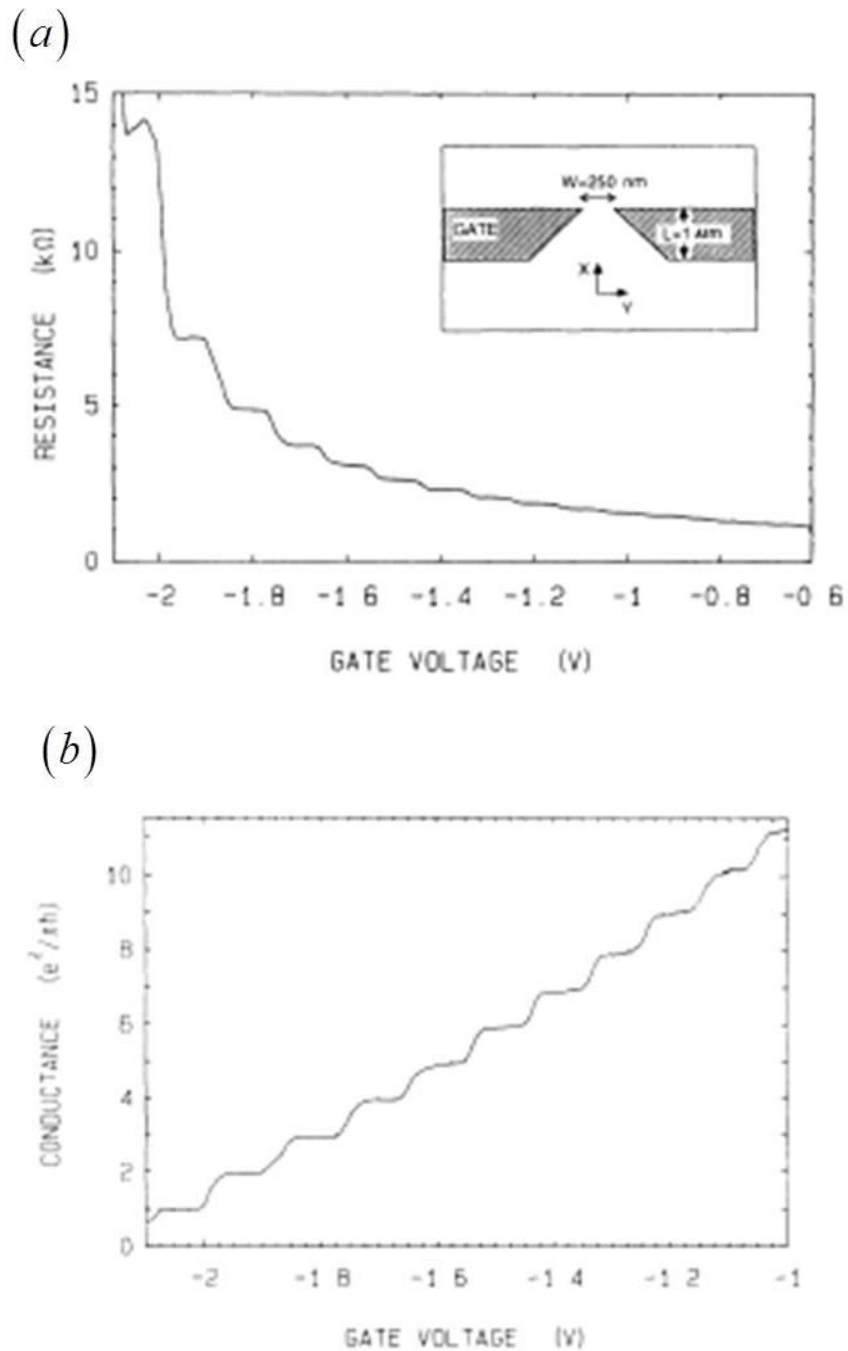 (a)
15
10
5
0
RESISTANCE (kΩ)
W=250 nm
GATE
L=1 μm
X
Y
-2 -1.8 -1 6 -1.4 -1 2 -1 -0.8 -0 6
GATE VOLTAGE (V)
(b)
10
8
6
4
2
0
CONDUCTANCE (e²/πħ)
-2 -1 8 -1 6 -1 4 -1 2 -1
GATE VOLTAGE (V)